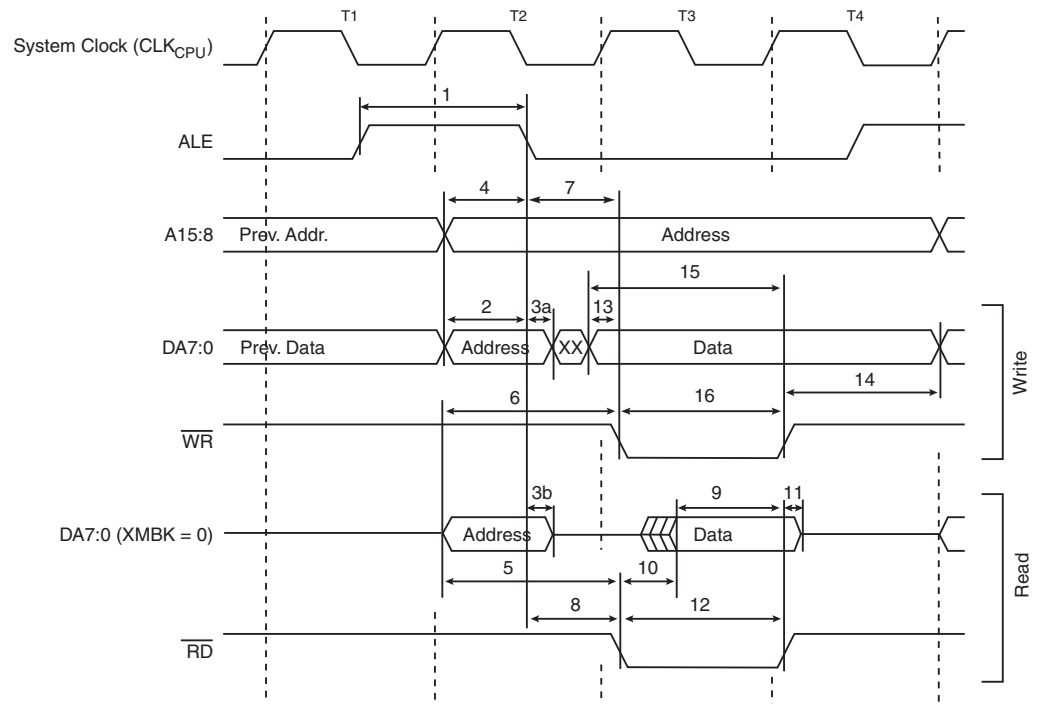 T1 T2 T3 T4
System Clock (CLKCPU)
1
ALE
4 7
A15:8 Prev. Addr. Address
15
2 3a 13
DA7:0 Prev. Data Address XX Data
14
6 16
WR
Write
3b 9 11
DA7:0 (XMBK = 0) Address Data
5 10
8 12
RD
Read